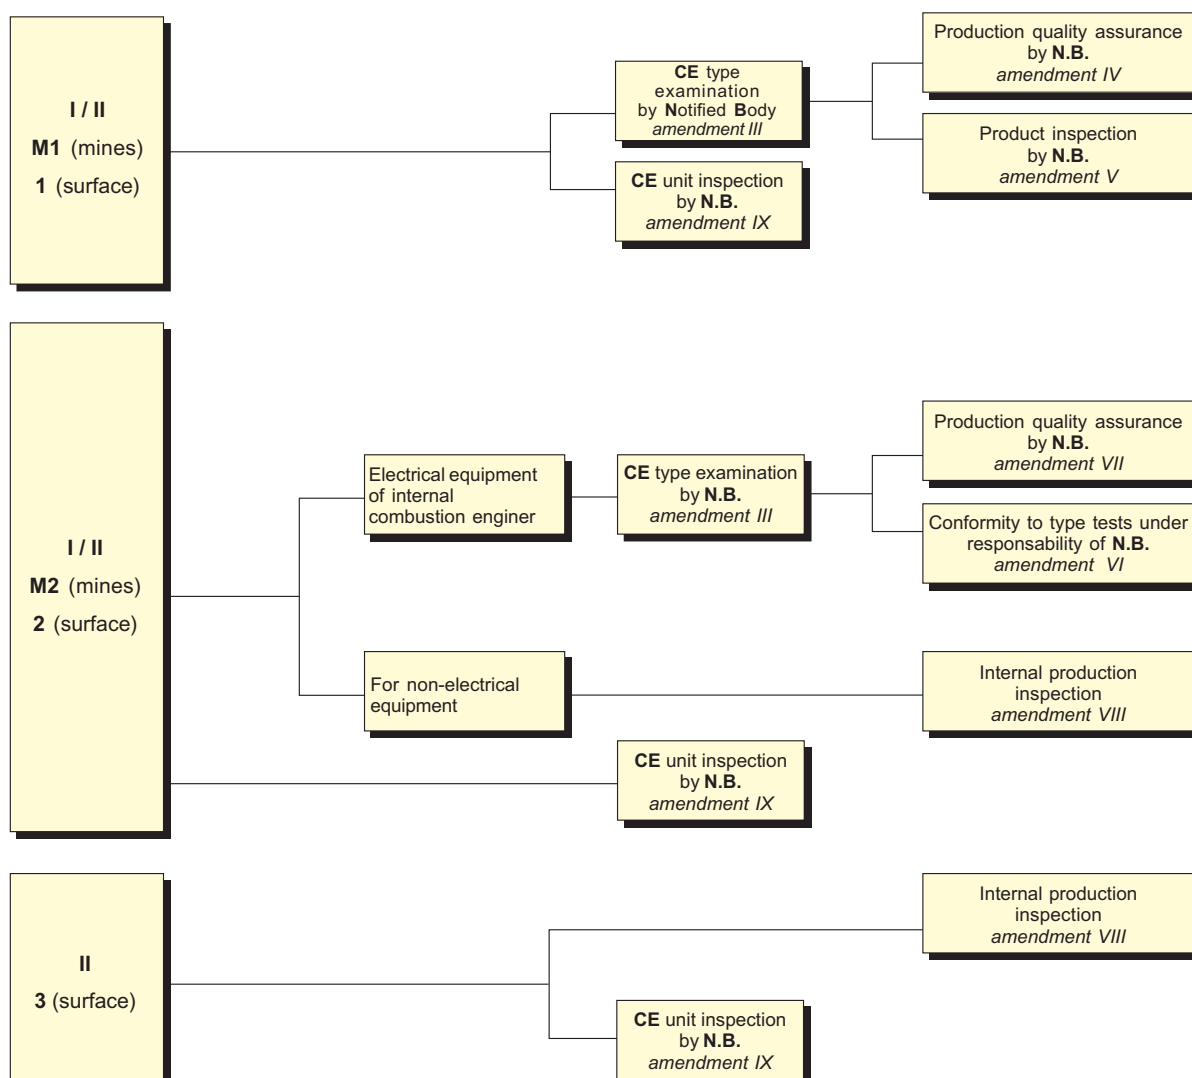 I / II
M1 (mines)
1 (surface)
CE type
examination
by Notified Body
amendment III
CE unit inspection
by N.B.
amendment IX
Production quality assurance
by N.B.
amendment IV
Product inspection
by N.B.
amendment V
I / II
M2 (mines)
2 (surface)
Electrical equipment
of internal
combustion enginer
CE type examination
by N.B.
amendment III
Production quality assurance
by N.B.
amendment VII
Conformity to type tests under
responsability of N.B.
amendment VI
For non-electrical
equipment
Internal production
inspection
amendment VIII
CE unit inspection
by N.B.
amendment IX
II
3 (surface)
Internal production
inspection
amendment VIII
CE unit inspection
by N.B.
amendment IX